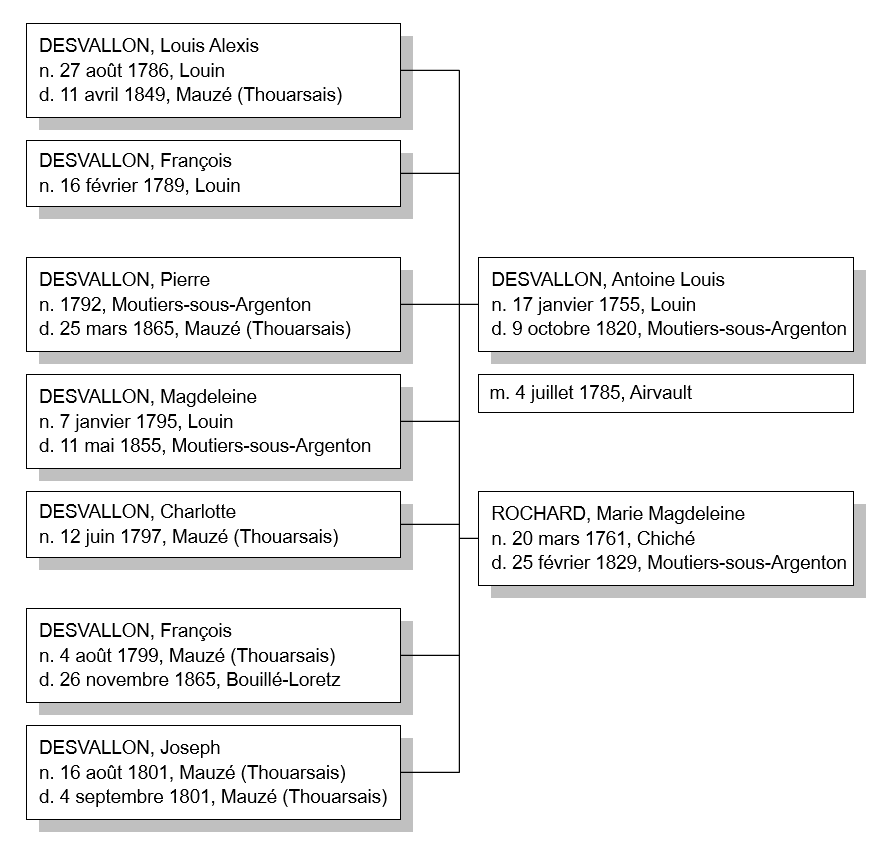 DESVALLON, Louis Alexis
n. 27 août 1786, Louin
d. 11 avril 1849, Mauzé (Thouarsais)
DESVALLON, François
n. 16 février 1789, Louin
DESVALLON, Pierre
n. 1792, Moutiers-sous-Argenton
d. 25 mars 1865, Mauzé (Thouarsais)
DESVALLON, Magdeleine
n. 7 janvier 1795, Louin
d. 11 mai 1855, Moutiers-sous-Argenton
DESVALLON, Charlotte
n. 12 juin 1797, Mauzé (Thouarsais)
DESVALLON, François
n. 4 août 1799, Mauzé (Thouarsais)
d. 26 novembre 1865, Bouillé-Loretz
DESVALLON, Joseph
n. 16 août 1801, Mauzé (Thouarsais)
d. 4 septembre 1801, Mauzé (Thouarsais)
DESVALLON, Antoine Louis
n. 17 janvier 1755, Louin
d. 9 octobre 1820, Moutiers-sous-Argenton
m. 4 juillet 1785, Airvault
ROCHARD, Marie Magdeleine
n. 20 mars 1761, Chiché
d. 25 février 1829, Moutiers-sous-Argenton